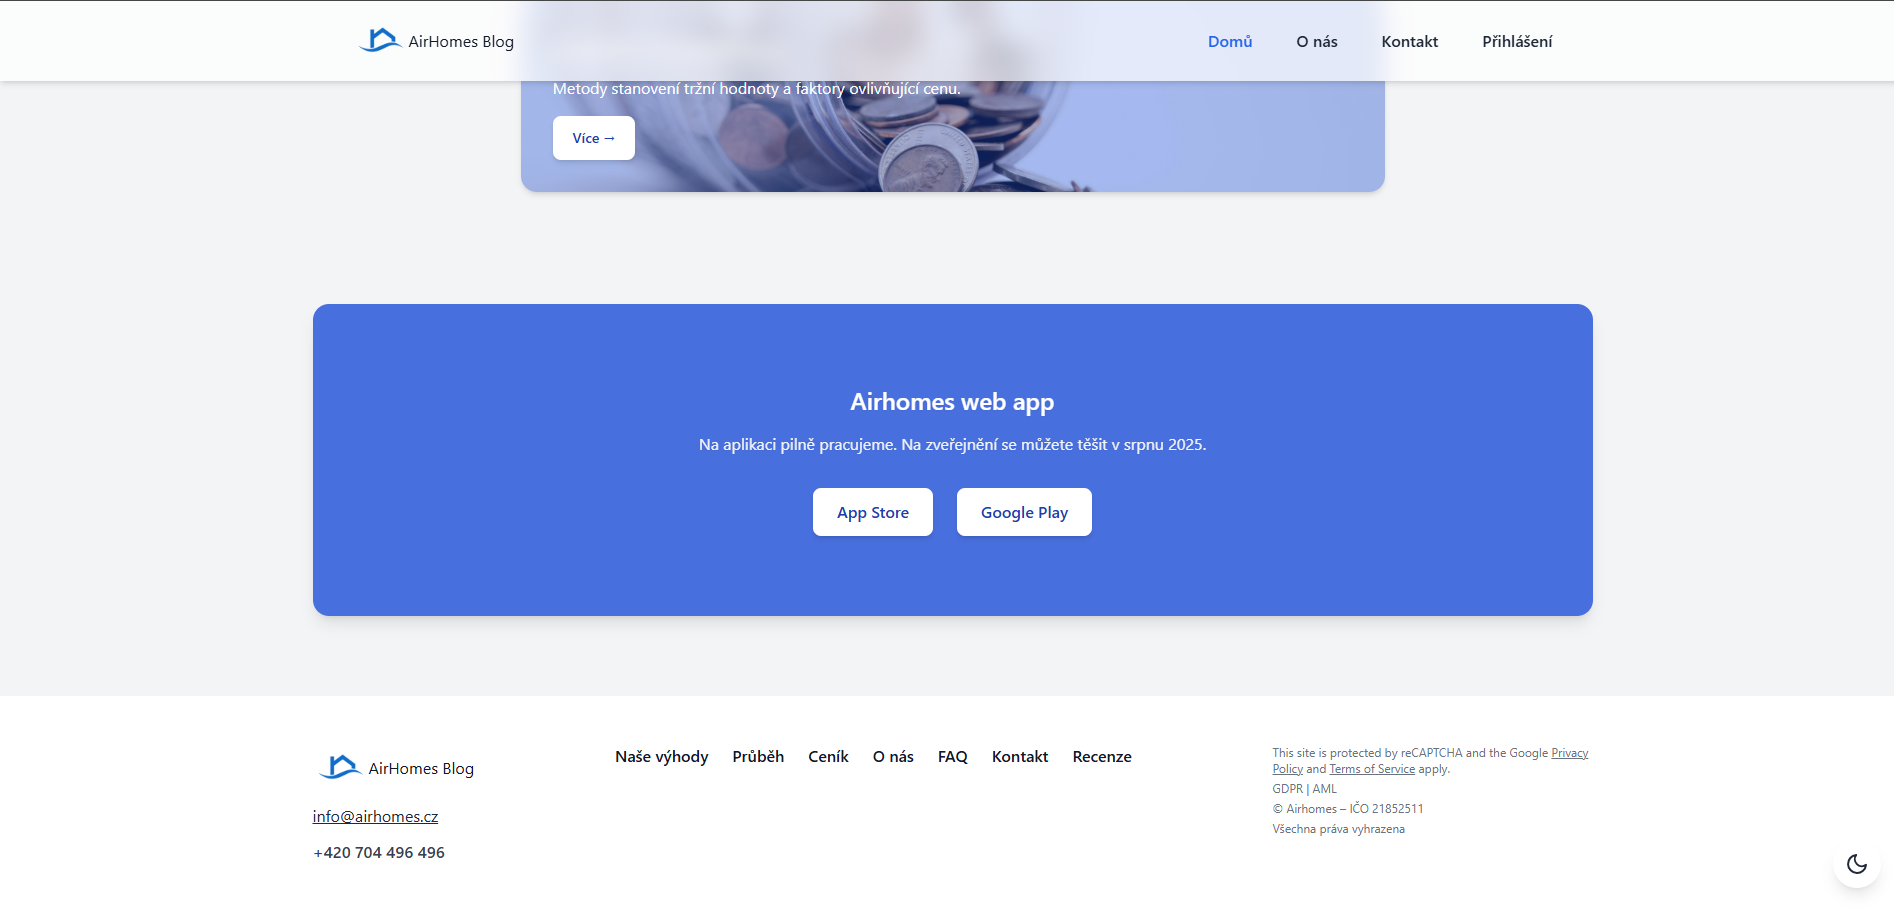 AirHomes Blog
Domů
O nás
Kontakt
Přihlášení
Metody stanovení tržní hodnoty a faktory ovlivňující cenu.
Více →
Airhomes web app
Na aplikaci pilně pracujeme. Na zveřejnění se můžete těšit v srpnu 2025.
App Store
Google Play
AirHomes Blog
info@airhomes.cz
+420 704 496 496
Naše výhody
Průběh
Ceník
O nás
FAQ
Kontakt
Recenze
This site is protected by reCAPTCHA and the Google Privacy
Policy and Terms of Service apply.
GDPR | AML
© Airhomes – IČO 21852511
Všechna práva vyhrazena